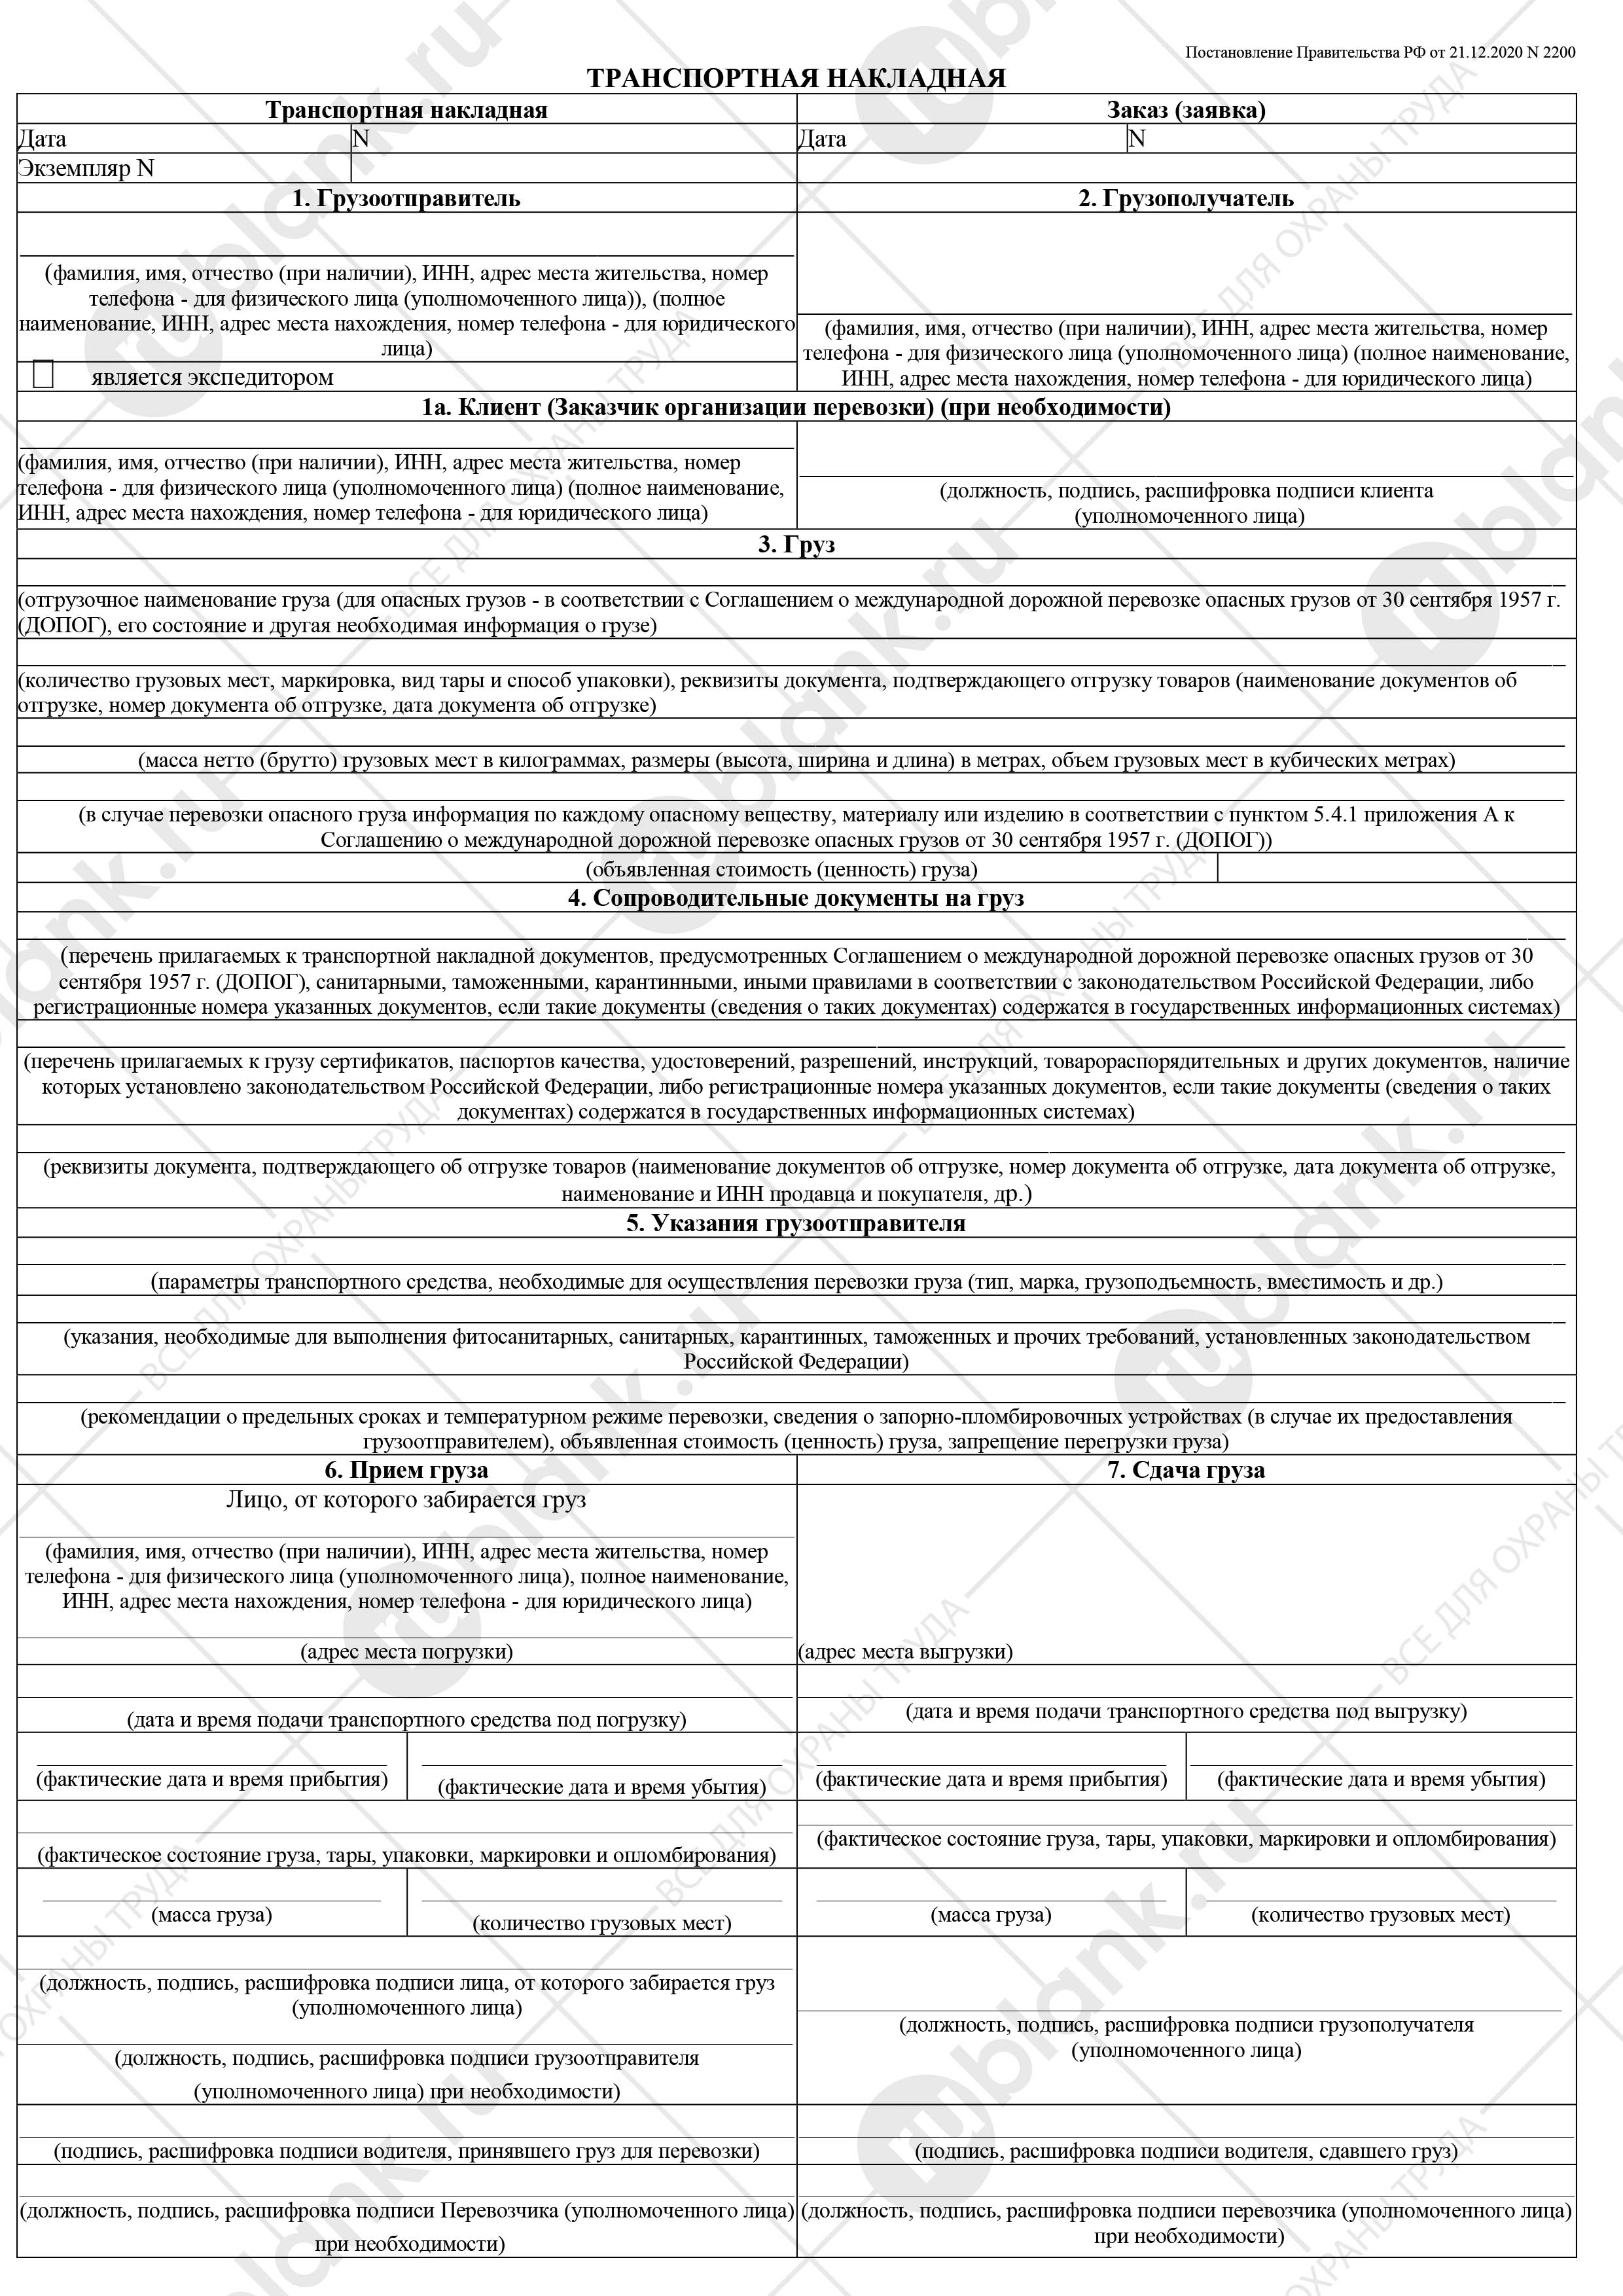 Постановление Правительства РФ от 21.12.2020 N 2200
ТРАНСПОРТНАЯ НАКЛАДНАЯ
Транспортная накладная
Заказ (заявка)
Дата
N
Дата
N
Экземпляр N
1. Грузоотправитель
2. Грузополучатель
(фамилия, имя, отчество (при наличии), ИНН, адрес места жительства, номер
телефона - для физического лица (уполномоченного лица)), (полное
наименование, ИНН, адрес места нахождения, номер телефона - для юридического
лица)
является экспедитором
(фамилия, имя, отчество (при наличии), ИНН, адрес места жительства, номер
телефона - для физического лица (уполномоченного лица) (полное наименование,
ИНН, адрес места нахождения, номер телефона - для юридического лица)
1а. Клиент (Заказчик организации перевозки) (при необходимости)
(фамилия, имя, отчество (при наличии), ИНН, адрес места жительства, номер
телефона - для физического лица (уполномоченного лица) (полное наименование,
ИНН, адрес места нахождения, номер телефона - для юридического лица)
(должность, подпись, расшифровка подписи клиента
(уполномоченного лица)
3. Груз
(отгрузочное наименование груза (для опасных грузов - в соответствии с Соглашением о международной дорожной перевозке опасных грузов от 30 сентября 1957 г.
(ДОПОГ), его состояние и другая необходимая информация о грузе)
(количество грузовых мест, маркировка, вид тары и способ упаковки), реквизиты документа, подтверждающего отгрузку товаров (наименование документов об
отгрузке, номер документа об отгрузке, дата документа об отгрузке)
(масса нетто (брутто) грузовых мест в килограммах, размеры (высота, ширина и длина) в метрах, объем грузовых мест в кубических метрах)
(в случае перевозки опасного груза информация по каждому опасному веществу, материалу или изделию в соответствии с пунктом 5.4.1 приложения А к
Соглашению о международной дорожной перевозке опасных грузов от 30 сентября 1957 г. (ДОПОГ))
(объявленная стоимость (ценность) груза)
4. Сопроводительные документы на груз
(перечень прилагаемых к транспортной накладной документов, предусмотренных Соглашением о международной дорожной перевозке опасных грузов от 30
сентября 1957 г. (ДОПОГ), санитарными, таможенными, карантинными, иными правилами в соответствии с законодательством Российской Федерации, либо
регистрационные номера указанных документов, если такие документы (сведения о таких документах) содержатся в государственных информационных системах)
(перечень прилагаемых к грузу сертификатов, паспортов качества, удостоверений, разрешений, инструкций, товарораспорядительных и других документов, наличие
которых установлено законодательством Российской Федерации, либо регистрационные номера указанных документов, если такие документы (сведения о таких
документах) содержатся в государственных информационных системах)
(реквизиты документа, подтверждающего об отгрузке товаров (наименование документов об отгрузке, номер документа об отгрузке, дата документа об отгрузке,
наименование и ИНН продавца и покупателя, др.)
5. Указания грузоотправителя
(параметры транспортного средства, необходимые для осуществления перевозки груза (тип, марка, грузоподъемность, вместимость и др.)
(указания, необходимые для выполнения фитосанитарных, санитарных, карантинных, таможенных и прочих требований, установленных законодательством
Российской Федерации)
(рекомендации о предельных сроках и температурном режиме перевозки, сведения о запорно-пломбировочных устройствах (в случае их предоставления
грузоотправителем), объявленная стоимость (ценность) груза, запрещение перегрузки груза)
6. Прием груза
7. Сдача груза
Лицо, от которого забирается груз
(фамилия, имя, отчество (при наличии), ИНН, адрес места жительства, номер
телефона - для физического лица (уполномоченного лица), полное наименование,
ИНН, адрес места нахождения, номер телефона - для юридического лица)
(адрес места погрузки)
(адрес места выгрузки)
(дата и время подачи транспортного средства под погрузку)
(дата и время подачи транспортного средства под выгрузку)
(фактические дата и время прибытия)
(фактические дата и время убытия)
(фактические дата и время прибытия)
(фактические дата и время убытия)
(фактическое состояние груза, тары, упаковки, маркировки и опломбирования)
(фактическое состояние груза, тары, упаковки, маркировки и опломбирования)
(масса груза)
(количество грузовых мест)
(масса груза)
(количество грузовых мест)
(должность, подпись, расшифровка подписи лица, от которого забирается груз
(уполномоченного лица)
(должность, подпись, расшифровка подписи грузоотправителя
(уполномоченного лица) при необходимости)
(должность, подпись, расшифровка подписи грузополучателя
(уполномоченного лица)
(подпись, расшифровка подписи водителя, принявшего груз для перевозки)
(подпись, расшифровка подписи водителя, сдавшего груз)
(должность, подпись, расшифровка подписи Перевозчика (уполномоченного лица)
при необходимости)
(должность, подпись, расшифровка подписи перевозчика (уполномоченного лица)
при необходимости)
rublank.ru
ВСЕ ДЛЯ ОХРАНЫ ТРУДА